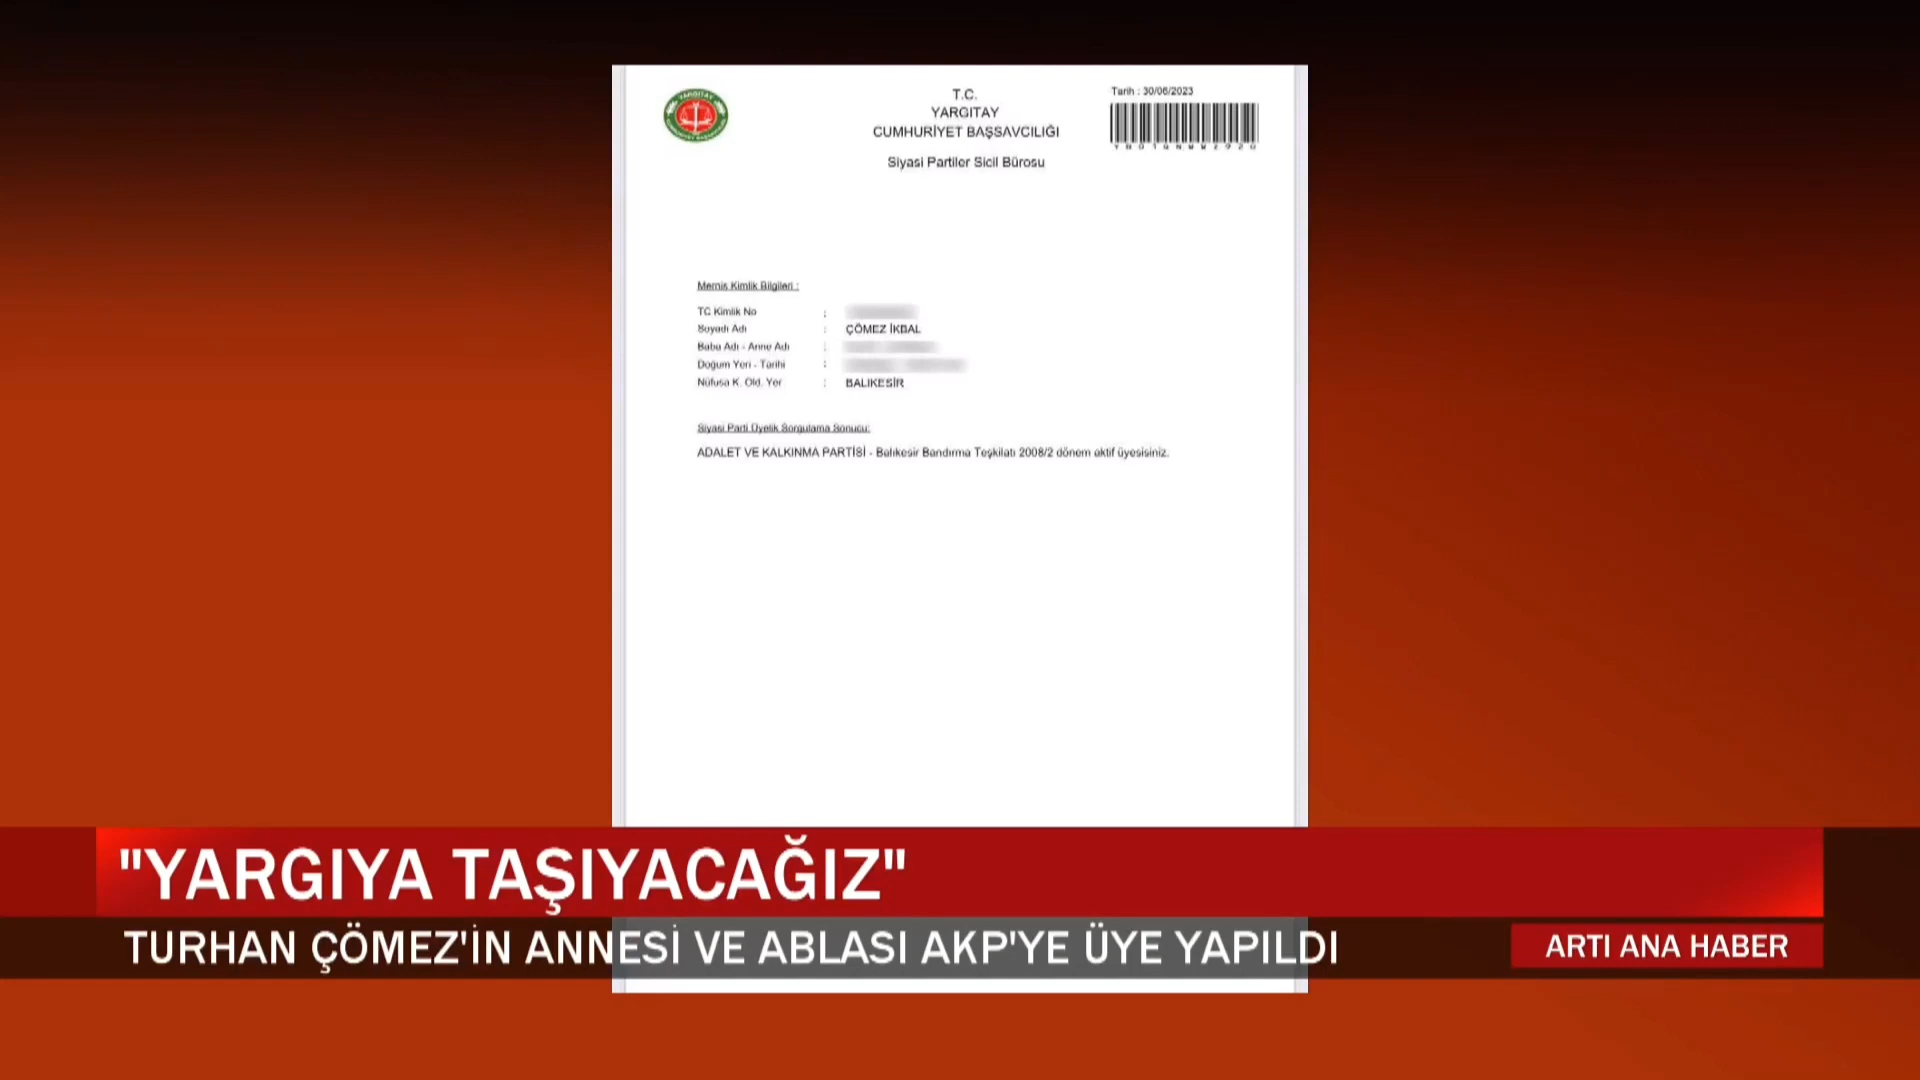 T.C.
YARGITAY
CUMHURİYET BAŞSAVCILIĞI
Siyasi Partiler Sicil Bürosu
Tarih : 30/06/2023
YARGITAY
Mernis Kimlik Bilgileri :
TC Kimlik No :
Soyadı Adı : ÇÖMEZ İKBAL
Baba Adı - Anne Adı :
Doğum Yeri - Tarihi :
Nüfusa K. Old. Yer : BALIKESİR
Siyasi Parti Üyelik Sorgulama Sonucu:
ADALET VE KALKINMA PARTİSİ - Balıkesir Bandırma Teşkilatı 2008/2 dönem aktif üyesisiniz.
"YARGIYA TAŞIYACAĞIZ"
TURHAN ÇÖMEZ'İN ANNESİ VE ABLASI AKP'YE ÜYE YAPILDI
ARTI ANA HABER